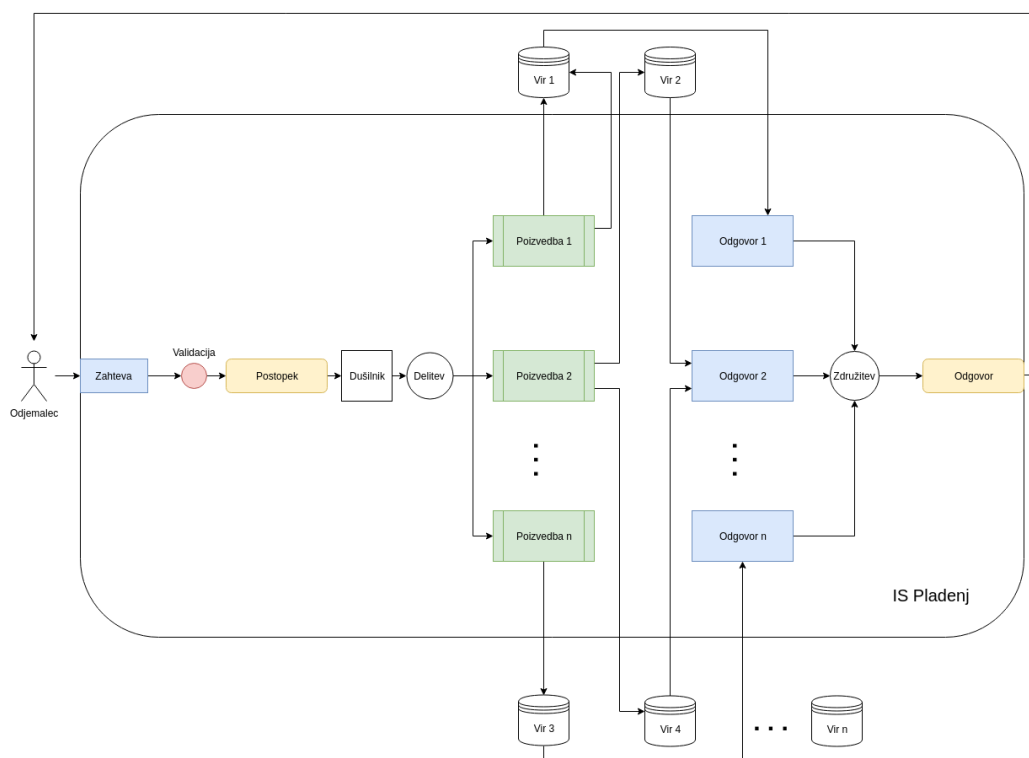 Vir 1
Vir 2
Poizvedba 1
Odgovor 1
Validacija
Odjemalec
Zahteva
Postopek
Dušilnik
Delitev
Poizvedba 2
Odgovor 2
Združitev
Odgovor
Poizvedba n
Odgovor n
IS Pladenj
Vir 3
Vir 4
Vir n